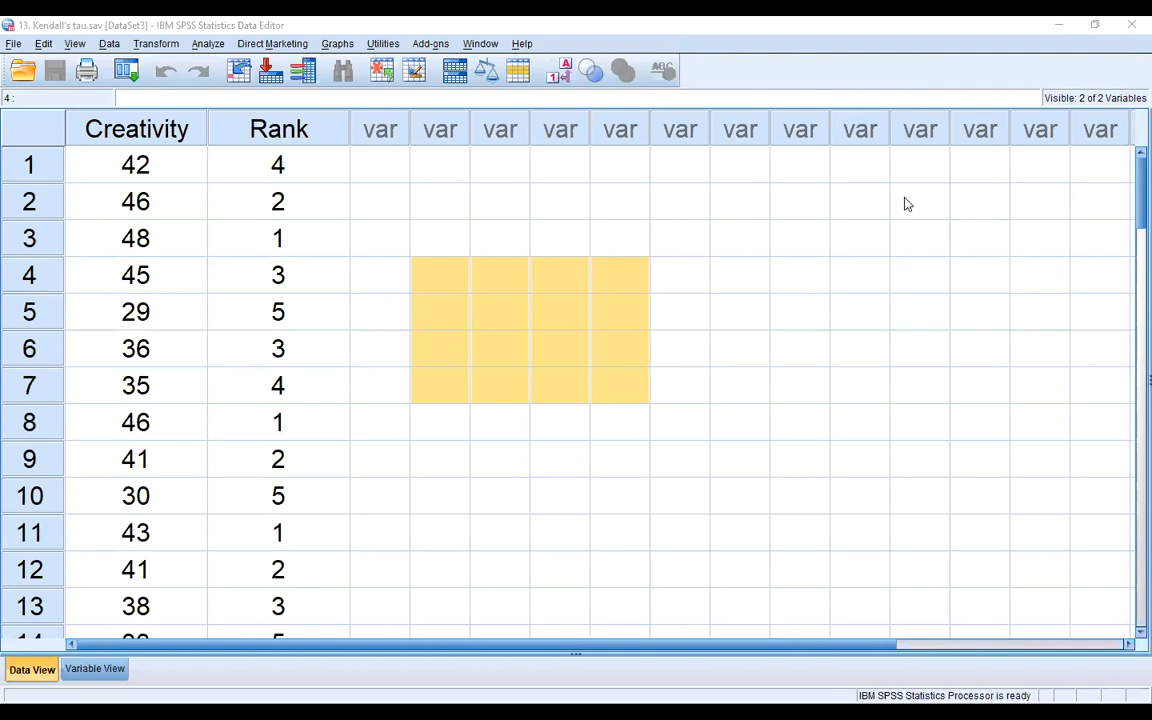 13. Kendall's tau.sav [DataSet3] - IBM SPSS Statistics Data Editor
File Edit View Data Transform Analyze Direct Marketing Graphs Utilities Add-ons Window Help
4 :
Visible: 2 of 2 Variables
Creativity Rank var var var var var var var var var var var var var
1 42 4
2 46 2
3 48 1
4 45 3
5 29 5
6 36 3
7 35 4
8 46 1
9 41 2
10 30 5
11 43 1
12 41 2
13 38 3
Data View Variable View
IBM SPSS Statistics Processor is ready